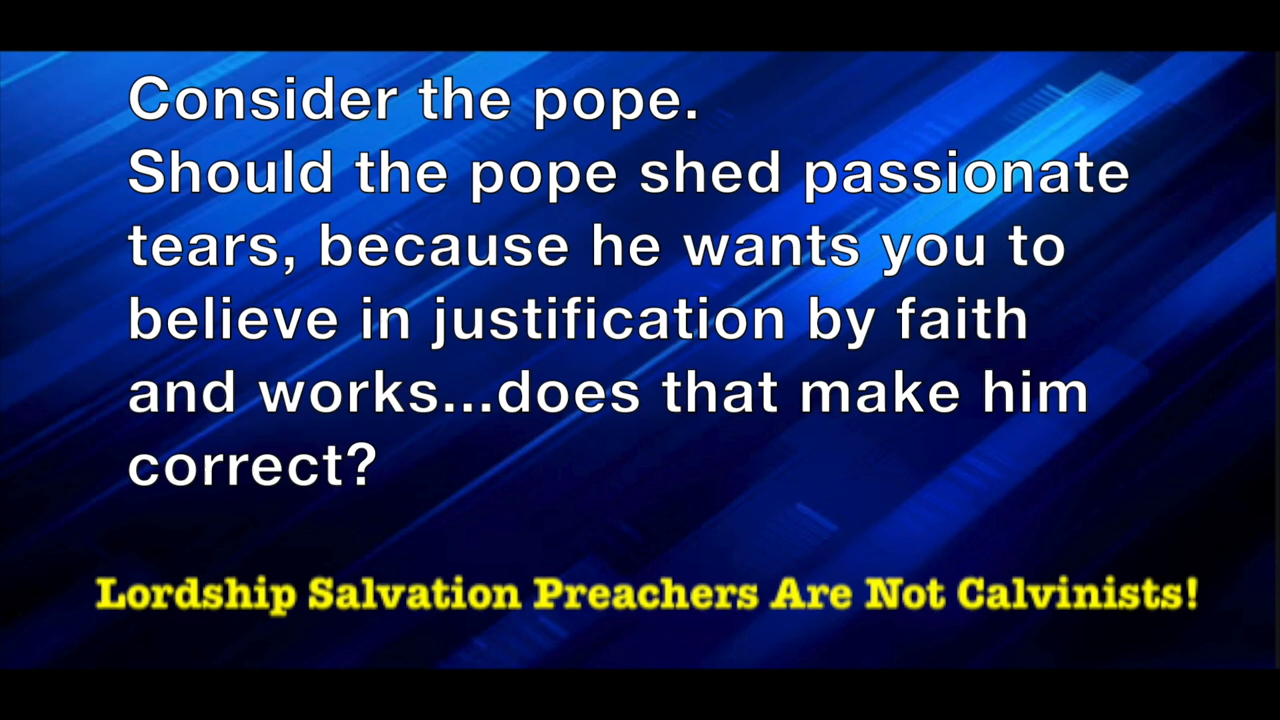 Consider the pope.
Should the pope shed passionate
tears, because he wants you to
believe in justification by faith
and works...does that make him
correct?
Lordship Salvation Preachers Are Not Calvinists!